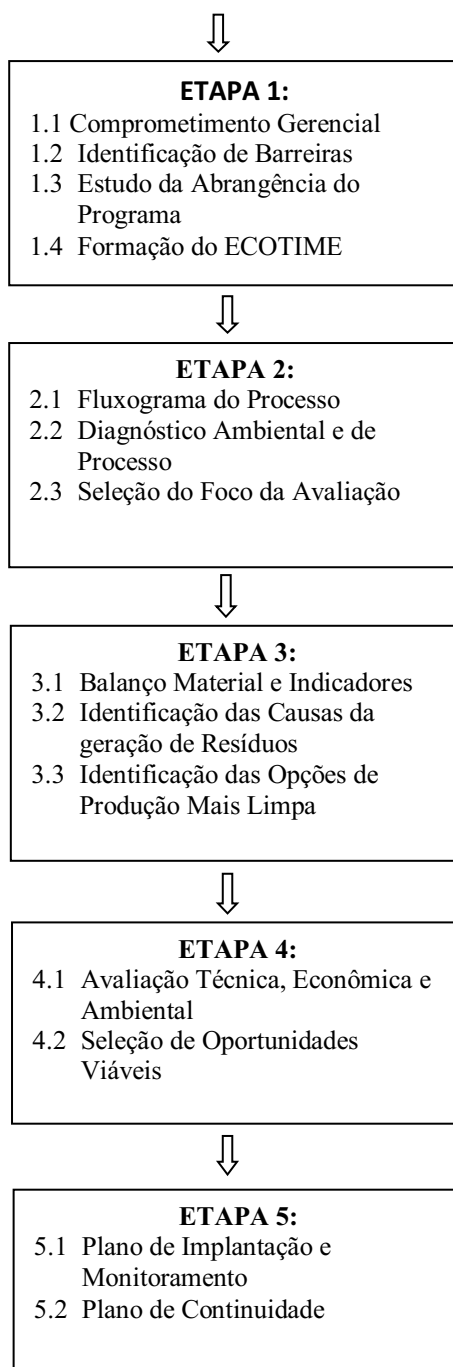 ETAPA 1:
1.1 Comprometimento Gerencial
1.2 Identificação de Barreiras
1.3 Estudo da Abrangência do
Programa
1.4 Formação do ECOTIME
ETAPA 2:
2.1 Fluxograma do Processo
2.2 Diagnóstico Ambiental e de
Processo
2.3 Seleção do Foco da Avaliação
ETAPA 3:
3.1 Balanço Material e Indicadores
3.2 Identificação das Causas da
geração de Resíduos
3.3 Identificação das Opções de
Produção Mais Limpa
ETAPA 4:
4.1 Avaliação Técnica, Econômica e
Ambiental
4.2 Seleção de Oportunidades
Viáveis
ETAPA 5:
5.1 Plano de Implantação e
Monitoramento
5.2 Plano de Continuidade